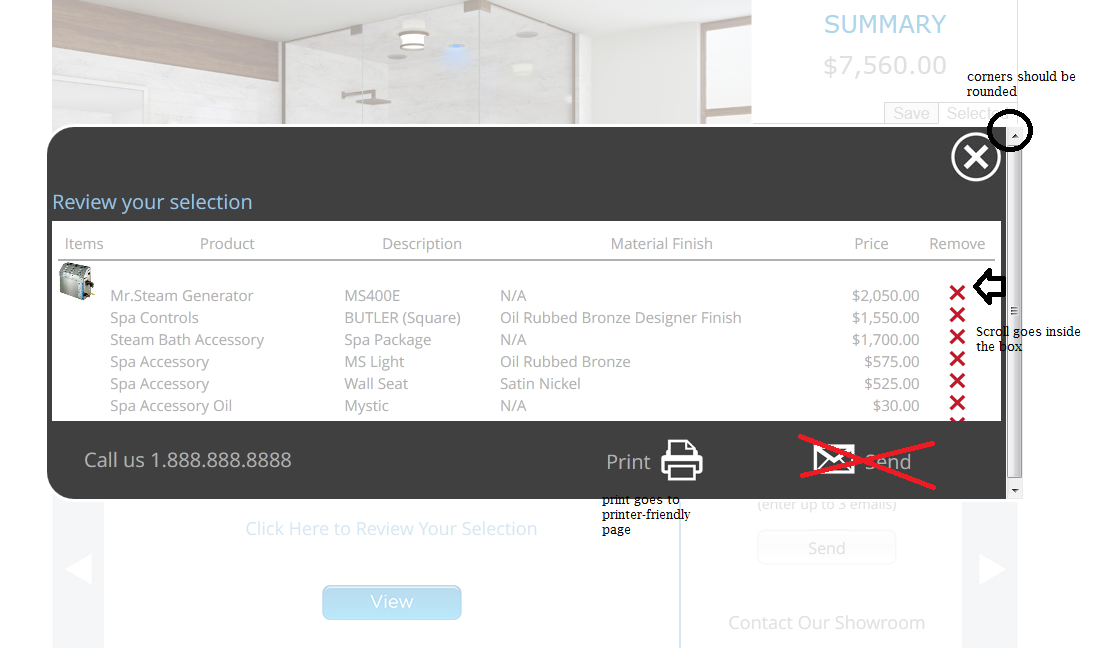 SUMMARY
$7,560.00
corners should be
rounded
Save Select
Review your selection
Items Product Description Material Finish Price Remove
Mr.Steam Generator MS400E N/A $2,050.00
Spa Controls BUTLER (Square) Oil Rubbed Bronze Designer Finish $1,550.00
Steam Bath Accessory Spa Package N/A $1,700.00
Scroll goes inside
the box
Spa Accessory MS Light Oil Rubbed Bronze $575.00
Spa Accessory Wall Seat Satin Nickel $525.00
Spa Accessory Oil Mystic N/A $30.00
Call us 1.888.888.8888 Print Send
print goes to
printer-friendly
page
(enter up to 3 emails)
Click Here to Review Your Selection
Send
View
Contact Our Showroom